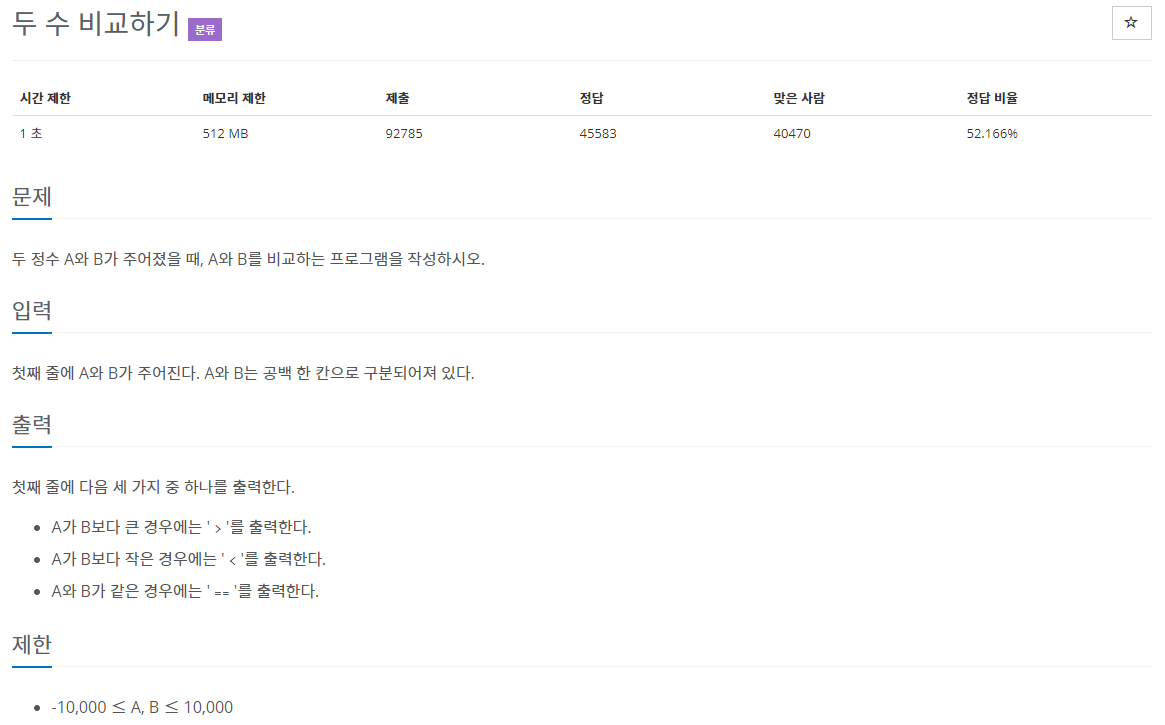 두 수 비교하기 분류
☆
시간 제한 메모리 제한 제출 정답 맞은 사람 정답 비율
1 초 512 MB 92785 45583 40470 52.166%
문제
두 정수 A와 B가 주어졌을 때, A와 B를 비교하는 프로그램을 작성하시오.
입력
첫째 줄에 A와 B가 주어진다. A와 B는 공백 한 칸으로 구분되어져 있다.
출력
첫째 줄에 다음 세 가지 중 하나를 출력한다.
• A가 B보다 큰 경우에는 ' > '를 출력한다.
• A가 B보다 작은 경우에는 ' < '를 출력한다.
• A와 B가 같은 경우에는 ' == '를 출력한다.
제한
• -10,000 ≤ A, B ≤ 10,000